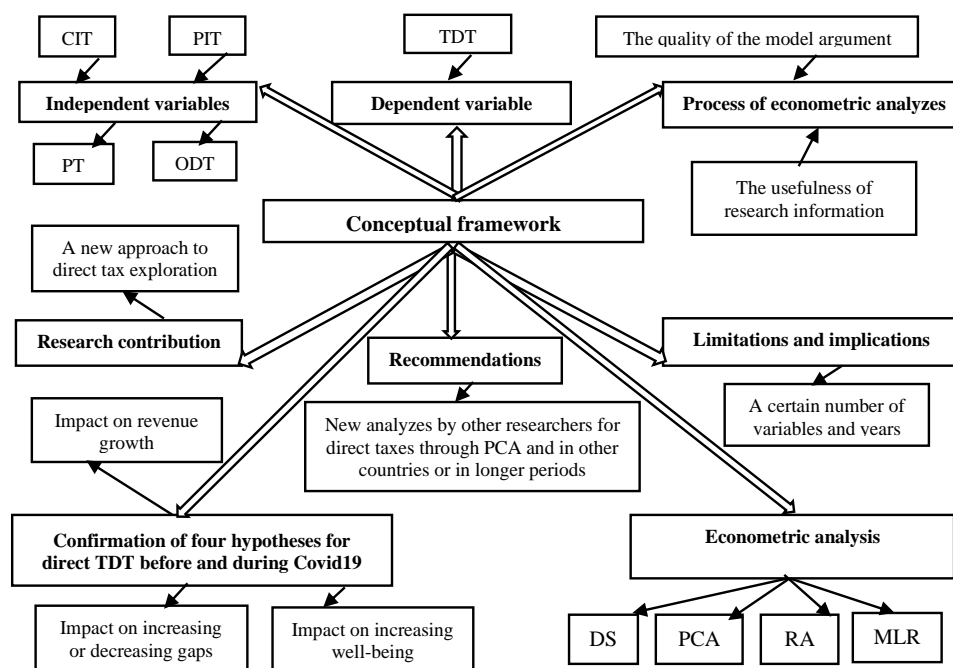 CIT
PIT
TDT
The quality of the model argument
Independent variables
Dependent variable
Process of econometric analyzes
PT
ODT
The usefulness of
research information
Conceptual framework
A new approach to
direct tax exploration
Research contribution
Recommendations
Limitations and implications
Impact on revenue
growth
New analyzes by other researchers for
direct taxes through PCA and in other
countries or in longer periods
A certain number of
variables and years
Confirmation of four hypotheses for
direct TDT before and during Covid19
Econometric analysis
Impact on increasing
or decreasing gaps
Impact on increasing
well-being
DS
PCA
RA
MLR